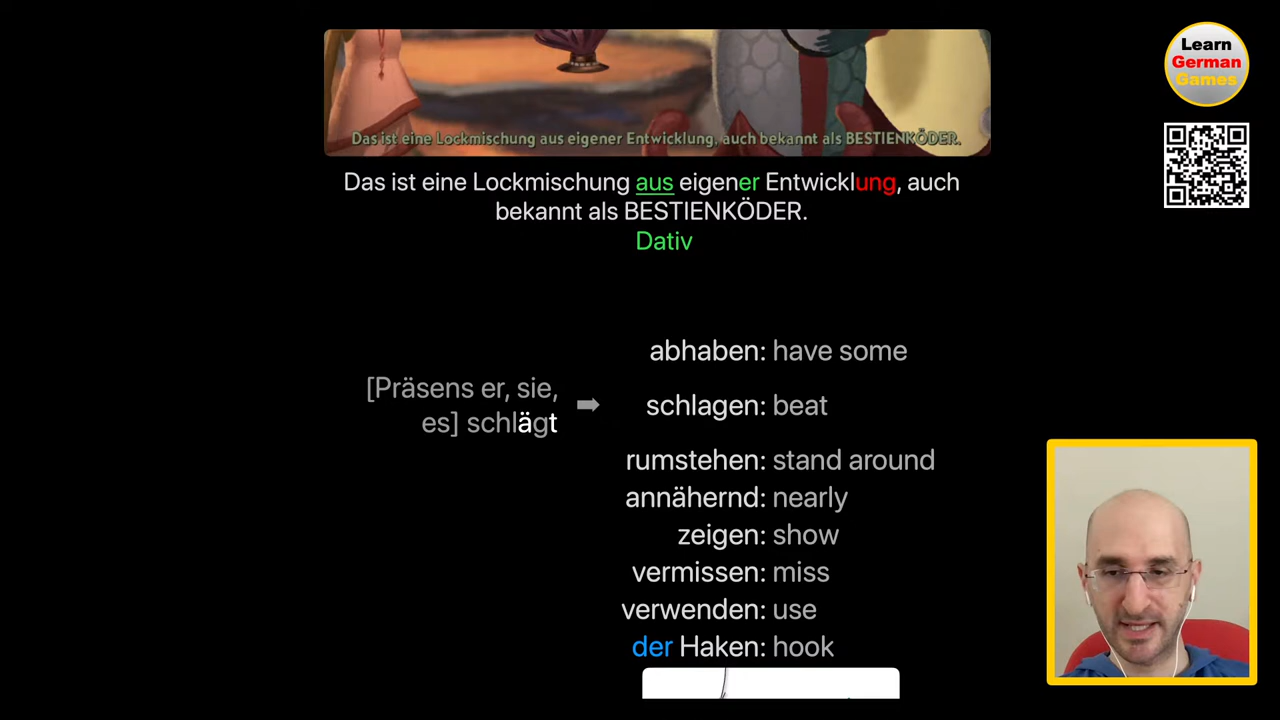 Learn
German
Games
Das ist eine Lockmischung aus eigener Entwicklung, auch bekannt als BESTIENKÖDER.
Das ist eine Lockmischung aus eigener Entwicklung, auch
bekannt als BESTIENKÖDER.
Dativ
abhaben: have some
[Präsens er, sie,
es] schlägt ➡ schlagen: beat
rumstehen: stand around
annähernd: nearly
zeigen: show
vermissen: miss
verwenden: use
der Haken: hook